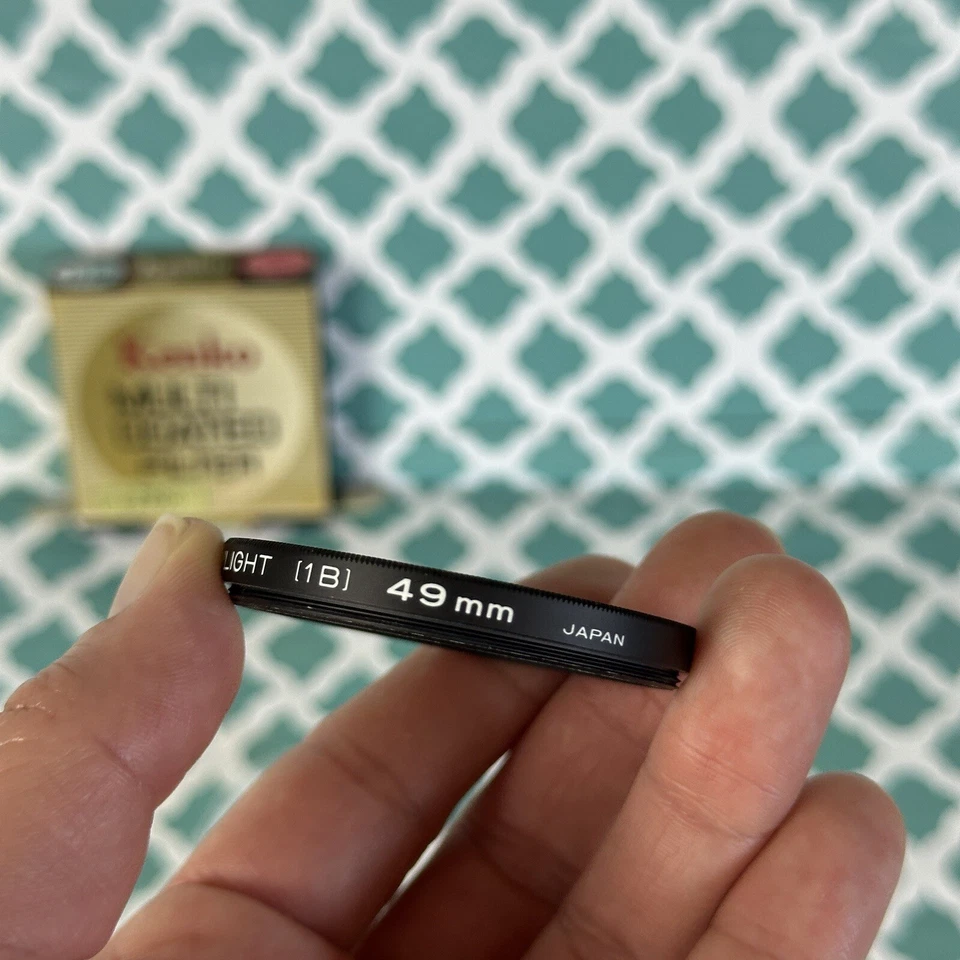 Kenko
MULTI
COATED
FILTER
LIGHT [1B] 49mm JAPAN